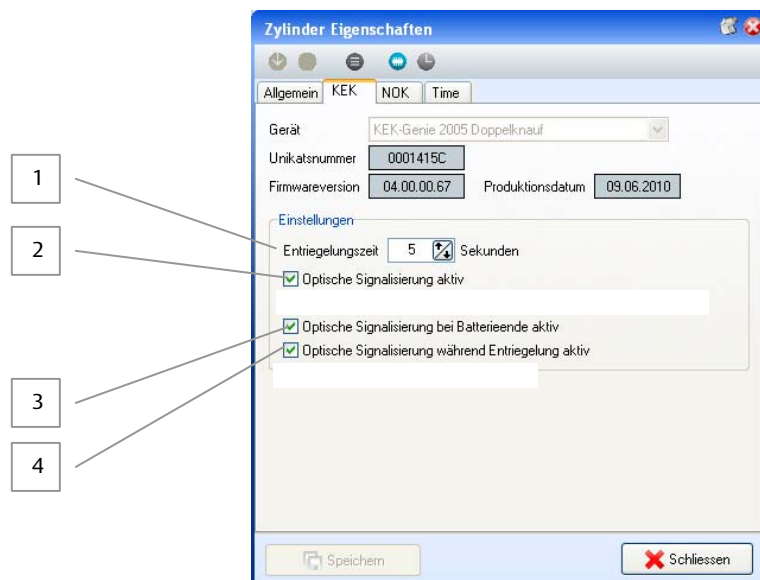 Zylinder Eigenschaften
Allgemein KEK NOK Time
Gerät KEK-Genie 2005 Doppelknauf
Unikatsnummer 0001415C
Firmwareversion 04.00.00.67 Produktionsdatum 09.06.2010
Einstellungen
1
Entriegelungszeit 5 Sekunden
2
Optische Signalisierung aktiv
Optische Signalisierung bei Batterieende aktiv
Optische Signalisierung während Entriegelung aktiv
3
4
Speichern Schliessen